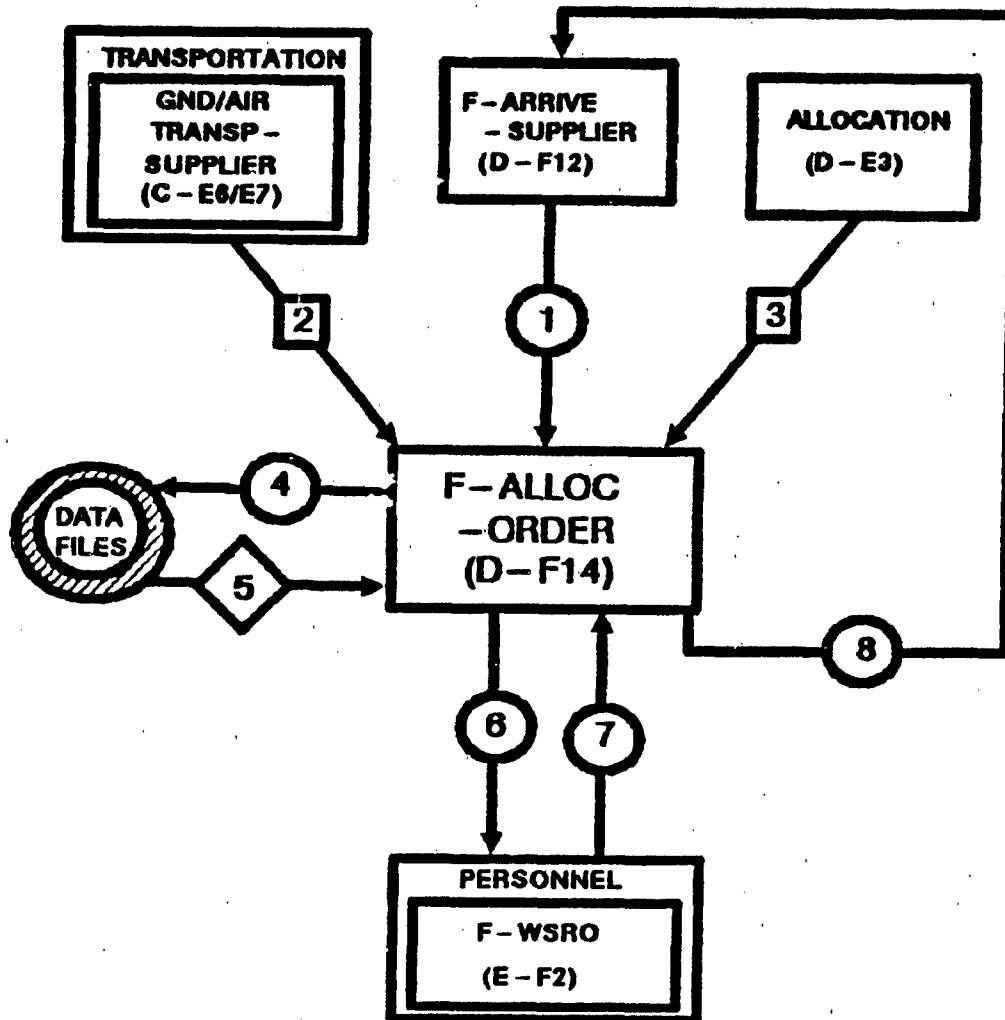 TRANSPORTATION
GND/AIR
TRANSP-
SUPPLIER
(C-E6/E7)
F-ARRIVE
-SUPPLIER
(D-F12)
ALLOCATION
(D-E3)
2
1
3
F-ALLOC
-ORDER
(D-F14)
4
DATA
FILES
5
8
6
7
PERSONNEL
F-WSRO
(E-F2)